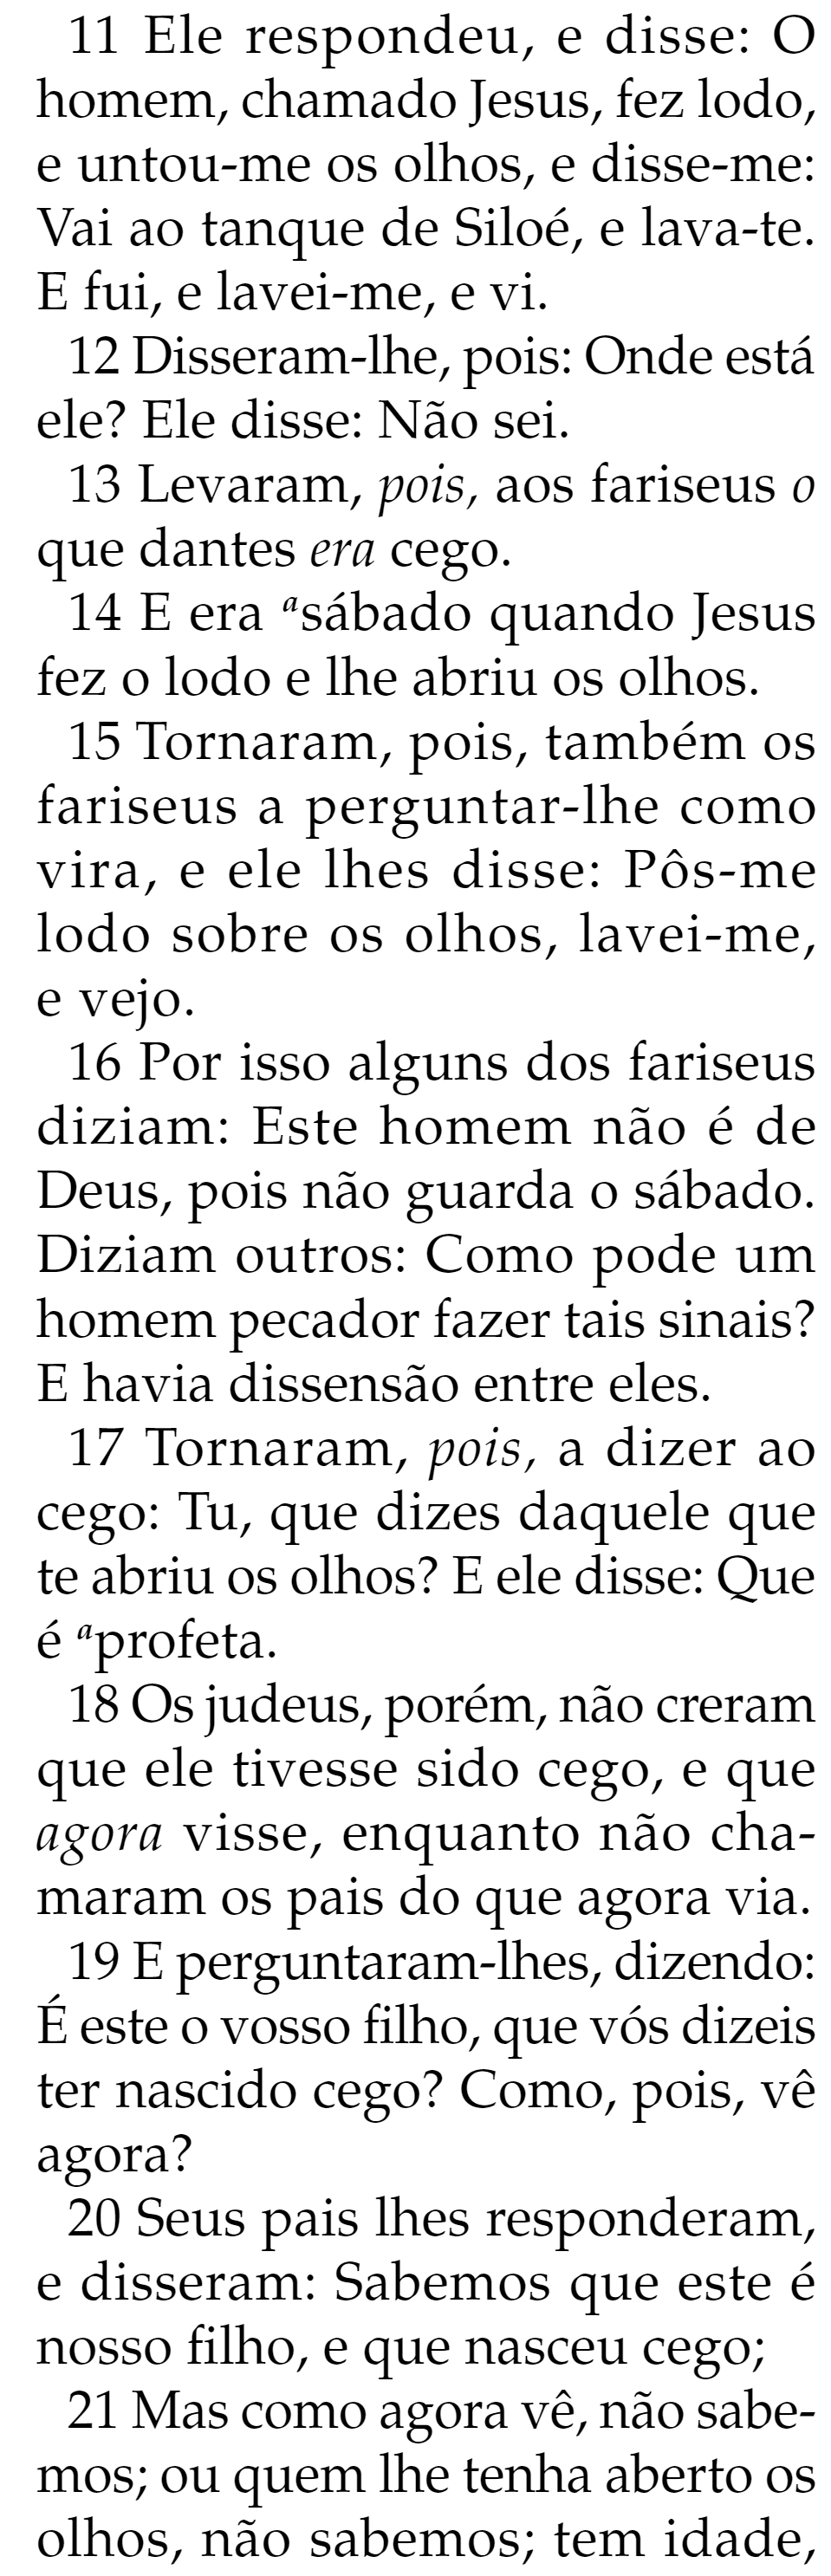 11 Ele respondeu, e disse: O
homem, chamado Jesus, fez lodo,
e untou-me os olhos, e disse-me:
Vai ao tanque de Siloé, e lava-te.
E fui, e lavei-me, e vi.
12 Disseram-lhe, pois: Onde está
ele? Ele disse: Não sei.
13 Levaram, pois, aos fariseus o
que dantes era cego.
14 E era ᵃsábado quando Jesus
fez o lodo e lhe abriu os olhos.
15 Tornaram, pois, também os
fariseus a perguntar-lhe como
vira, e ele lhes disse: Pôs-me
lodo sobre os olhos, lavei-me,
e vejo.
16 Por isso alguns dos fariseus
diziam: Este homem não é de
Deus, pois não guarda o sábado.
Diziam outros: Como pode um
homem pecador fazer tais sinais?
E havia dissensão entre eles.
17 Tornaram, pois, a dizer ao
cego: Tu, que dizes daquele que
te abriu os olhos? E ele disse: Que
é ᵃprofeta.
18 Os judeus, porém, não creram
que ele tivesse sido cego, e que
agora visse, enquanto não cha-
maram os pais do que agora via.
19 E perguntaram-lhes, dizendo:
É este o vosso filho, que vós dizeis
ter nascido cego? Como, pois, vê
agora?
20 Seus pais lhes responderam,
e disseram: Sabemos que este é
nosso filho, e que nasceu cego;
21 Mas como agora vê, não sabe-
mos; ou quem lhe tenha aberto os
olhos, não sabemos; tem idade,